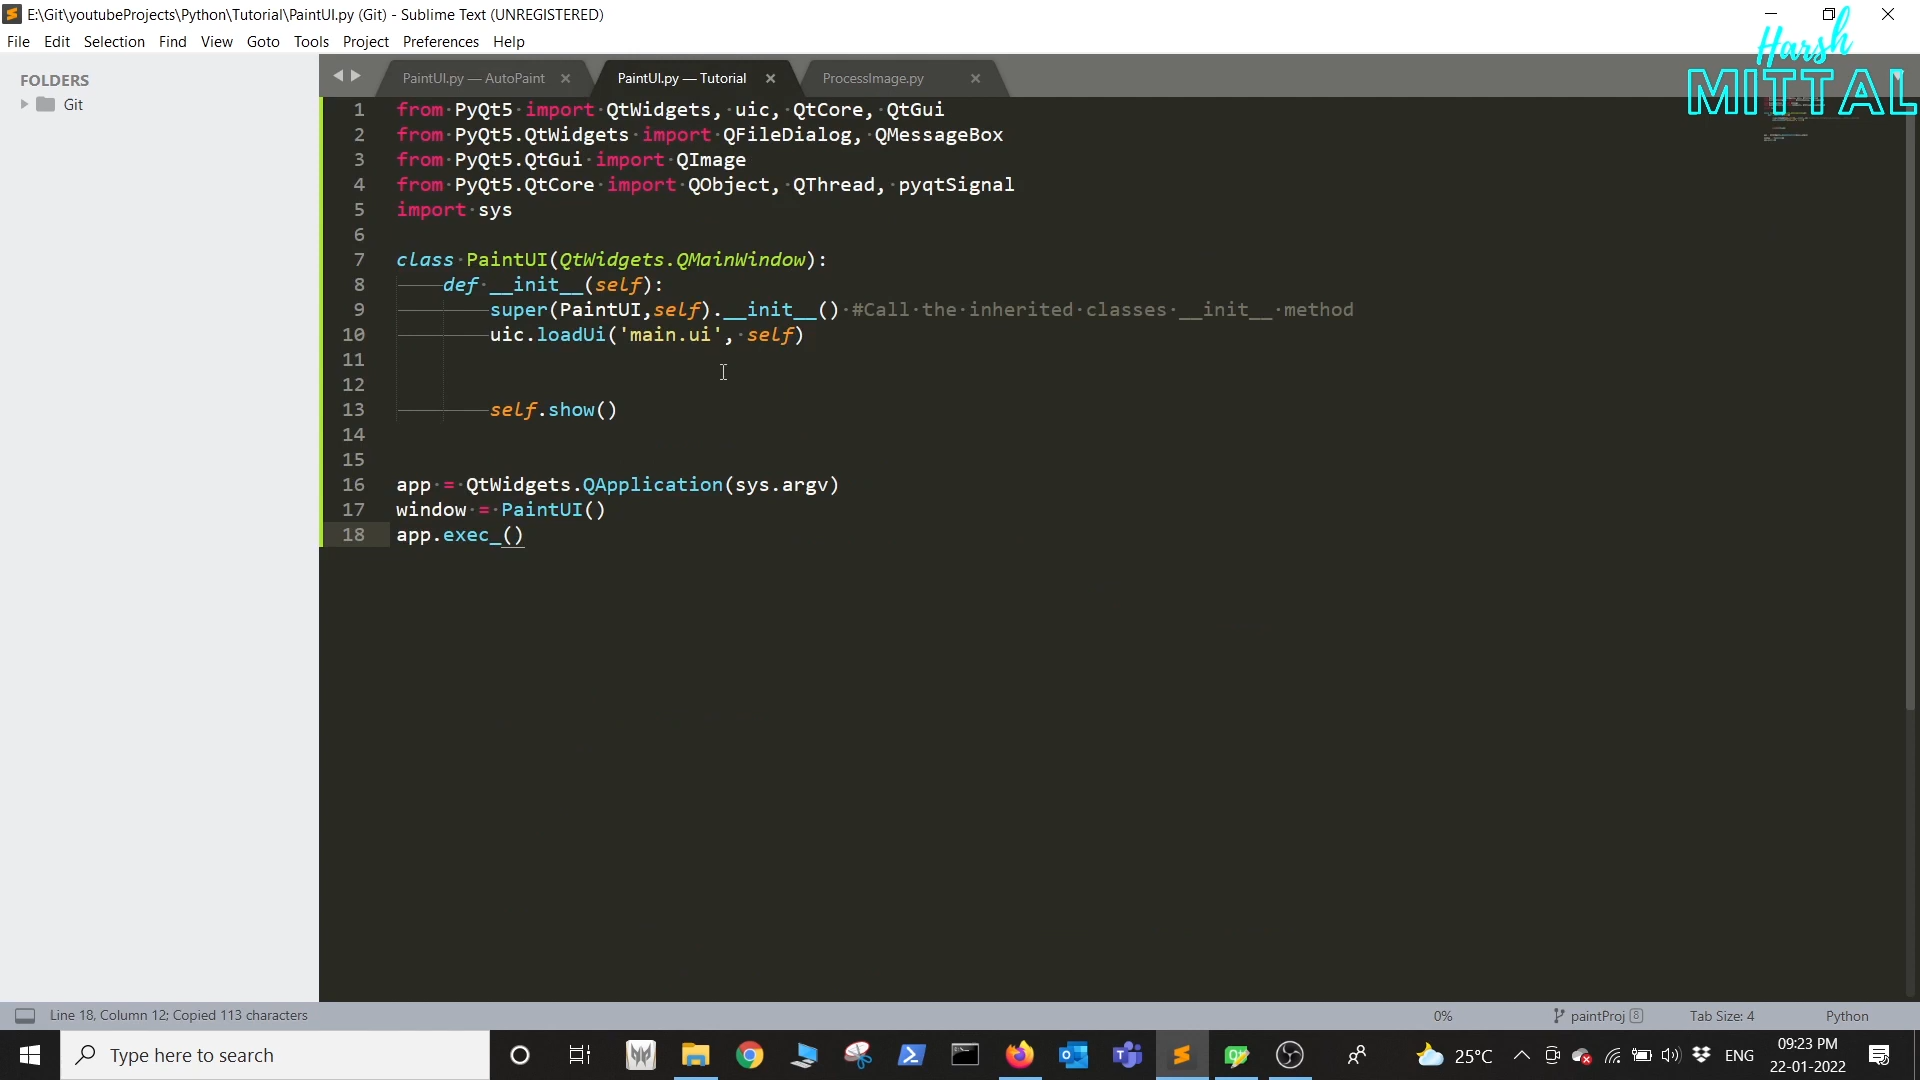 E:\Git\youtubeProjects\Python\Tutorial\PaintUI.py (Git) - Sublime Text (UNREGISTERED)
File Edit Selection Find View Goto Tools Project Preferences Help
Harsh
MITTAL
FOLDERS
Git
PaintUI.py — AutoPaint
PaintUI.py — Tutorial
ProcessImage.py
1 from PyQt5 import QtWidgets, uic, QtCore, QtGui
2 from PyQt5.QtWidgets import QFileDialog, QMessageBox
3 from PyQt5.QtGui import QImage
4 from PyQt5.QtCore import QObject, QThread, pyqtSignal
5 import sys
6
7 class PaintUI(QtWidgets.QMainWindow):
8 def __init__(self):
9 super(PaintUI,self).__init__() #Call the inherited classes __init__ method
10 uic.loadUi('main.ui', self)
11
12
13 self.show()
14
15
16 app = QtWidgets.QApplication(sys.argv)
17 window = PaintUI()
18 app.exec_()
Line 18, Column 12; Copied 113 characters
0%
paintProj 8
Tab Size: 4
Python
Type here to search
25°C
ENG
09:23 PM
22-01-2022